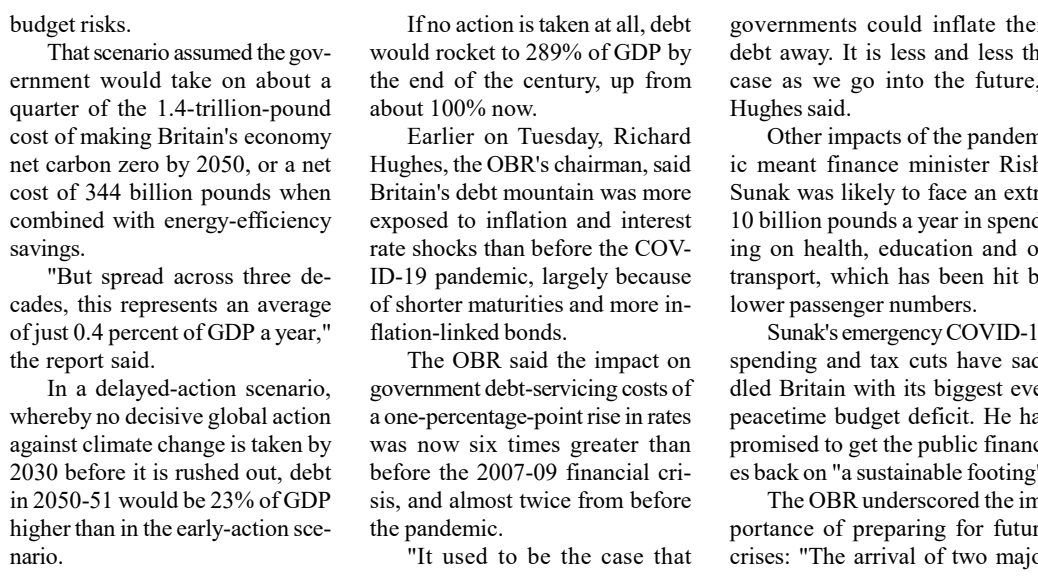 budget risks.
That scenario assumed the gov-
ernment would take on about a
quarter of the 1.4-trillion-pound
cost of making Britain's economy
net carbon zero by 2050, or a net
cost of 344 billion pounds when
combined with energy-efficiency
savings.
"But spread across three de-
cades, this represents an average
of just 0.4 percent of GDP a year,"
the report said.
In a delayed-action scenario,
whereby no decisive global action
against climate change is taken by
2030 before it is rushed out, debt
in 2050-51 would be 23% of GDP
higher than in the early-action sce-
nario.
If no action is taken at all, debt
would rocket to 289% of GDP by
the end of the century, up from
about 100% now.
Earlier on Tuesday, Richard
Hughes, the OBR's chairman, said
Britain's debt mountain was more
exposed to inflation and interest
rate shocks than before the COV-
ID-19 pandemic, largely because
of shorter maturities and more in-
flation-linked bonds.
The OBR said the impact on
government debt-servicing costs of
a one-percentage-point rise in rates
was now six times greater than
before the 2007-09 financial cri-
sis, and almost twice from before
the pandemic.
"It used to be the case that
governments could inflate thei
debt away. It is less and less th
case as we go into the future,
Hughes said.
Other impacts of the pandem
ic meant finance minister Rish
Sunak was likely to face an extr
10 billion pounds a year in spend
ing on health, education and o
transport, which has been hit b
lower passenger numbers.
Sunak's emergency COVID-1
spending and tax cuts have sad
dled Britain with its biggest eve
peacetime budget deficit. He ha
promised to get the public financ
es back on "a sustainable footing"
The OBR underscored the im
portance of preparing for futur
crises: "The arrival of two majo